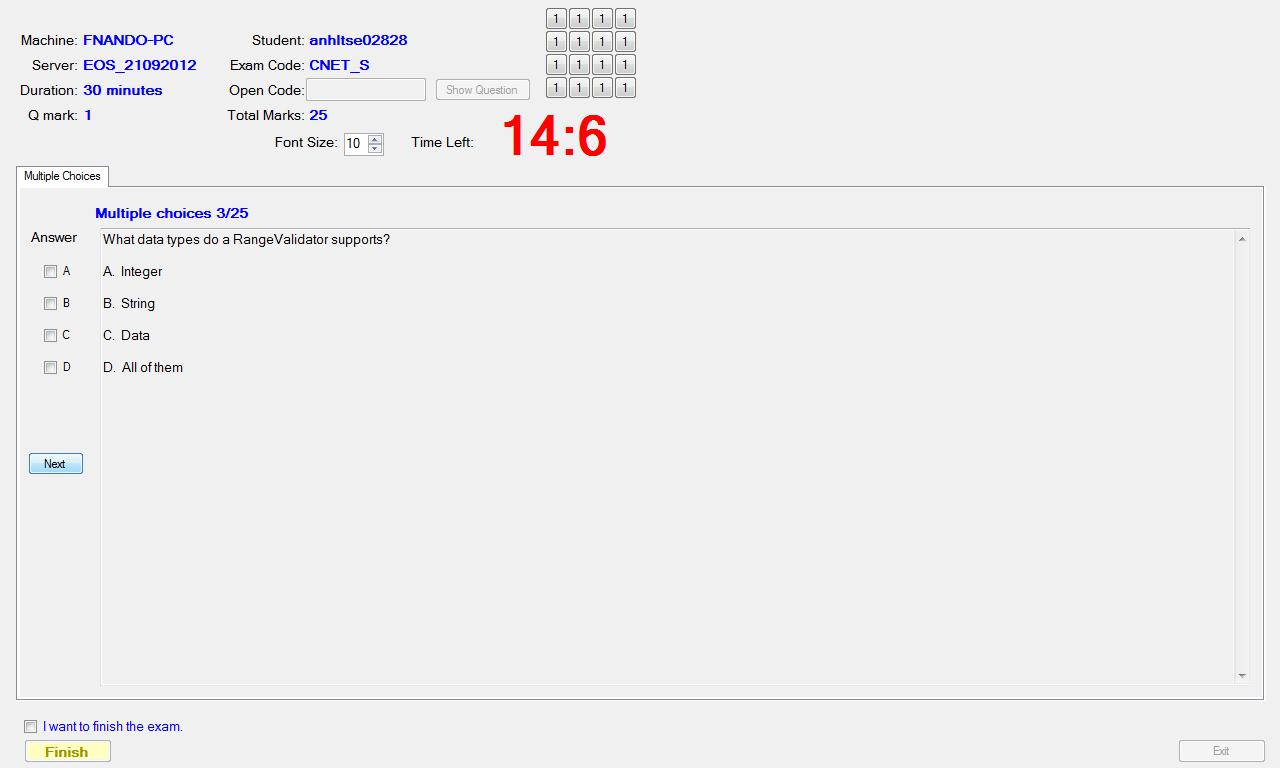 Machine: FNANDO-PC Student: anhltse02828
Server: EOS_21092012 Exam Code: CNET_S
Duration: 30 minutes Open Code: Show Question
Q mark: 1 Total Marks: 25
1 1 1 1
1 1 1 1
1 1 1 1
1 1 1 1
Font Size: 10 Time Left: 14:6
Multiple Choices
Multiple choices 3/25
Answer What data types do a RangeValidator supports?
A A. Integer
B B. String
C C. Data
D D. All of them
Next
I want to finish the exam.
Finish Exit